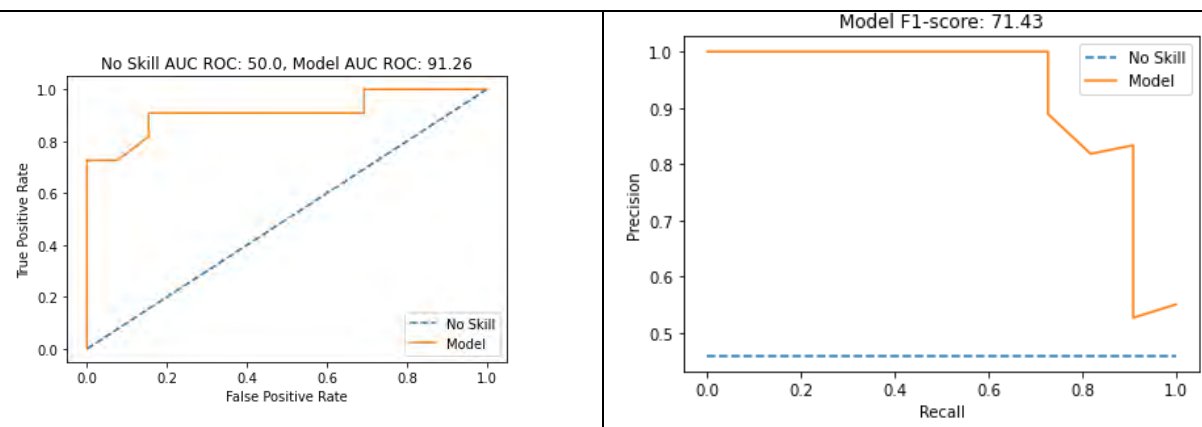 No Skill AUC ROC: 50.0, Model AUC ROC: 91.26
True Positive Rate
1.0
0.8
0.6
0.4
0.2
0.0
No Skill
Model
0.0 0.2 0.4 0.6 0.8 1.0
False Positive Rate
Model F1-score: 71.43
Precision
1.0
0.9
0.8
0.7
0.6
0.5
No Skill
Model
0.0 0.2 0.4 0.6 0.8 1.0
Recall